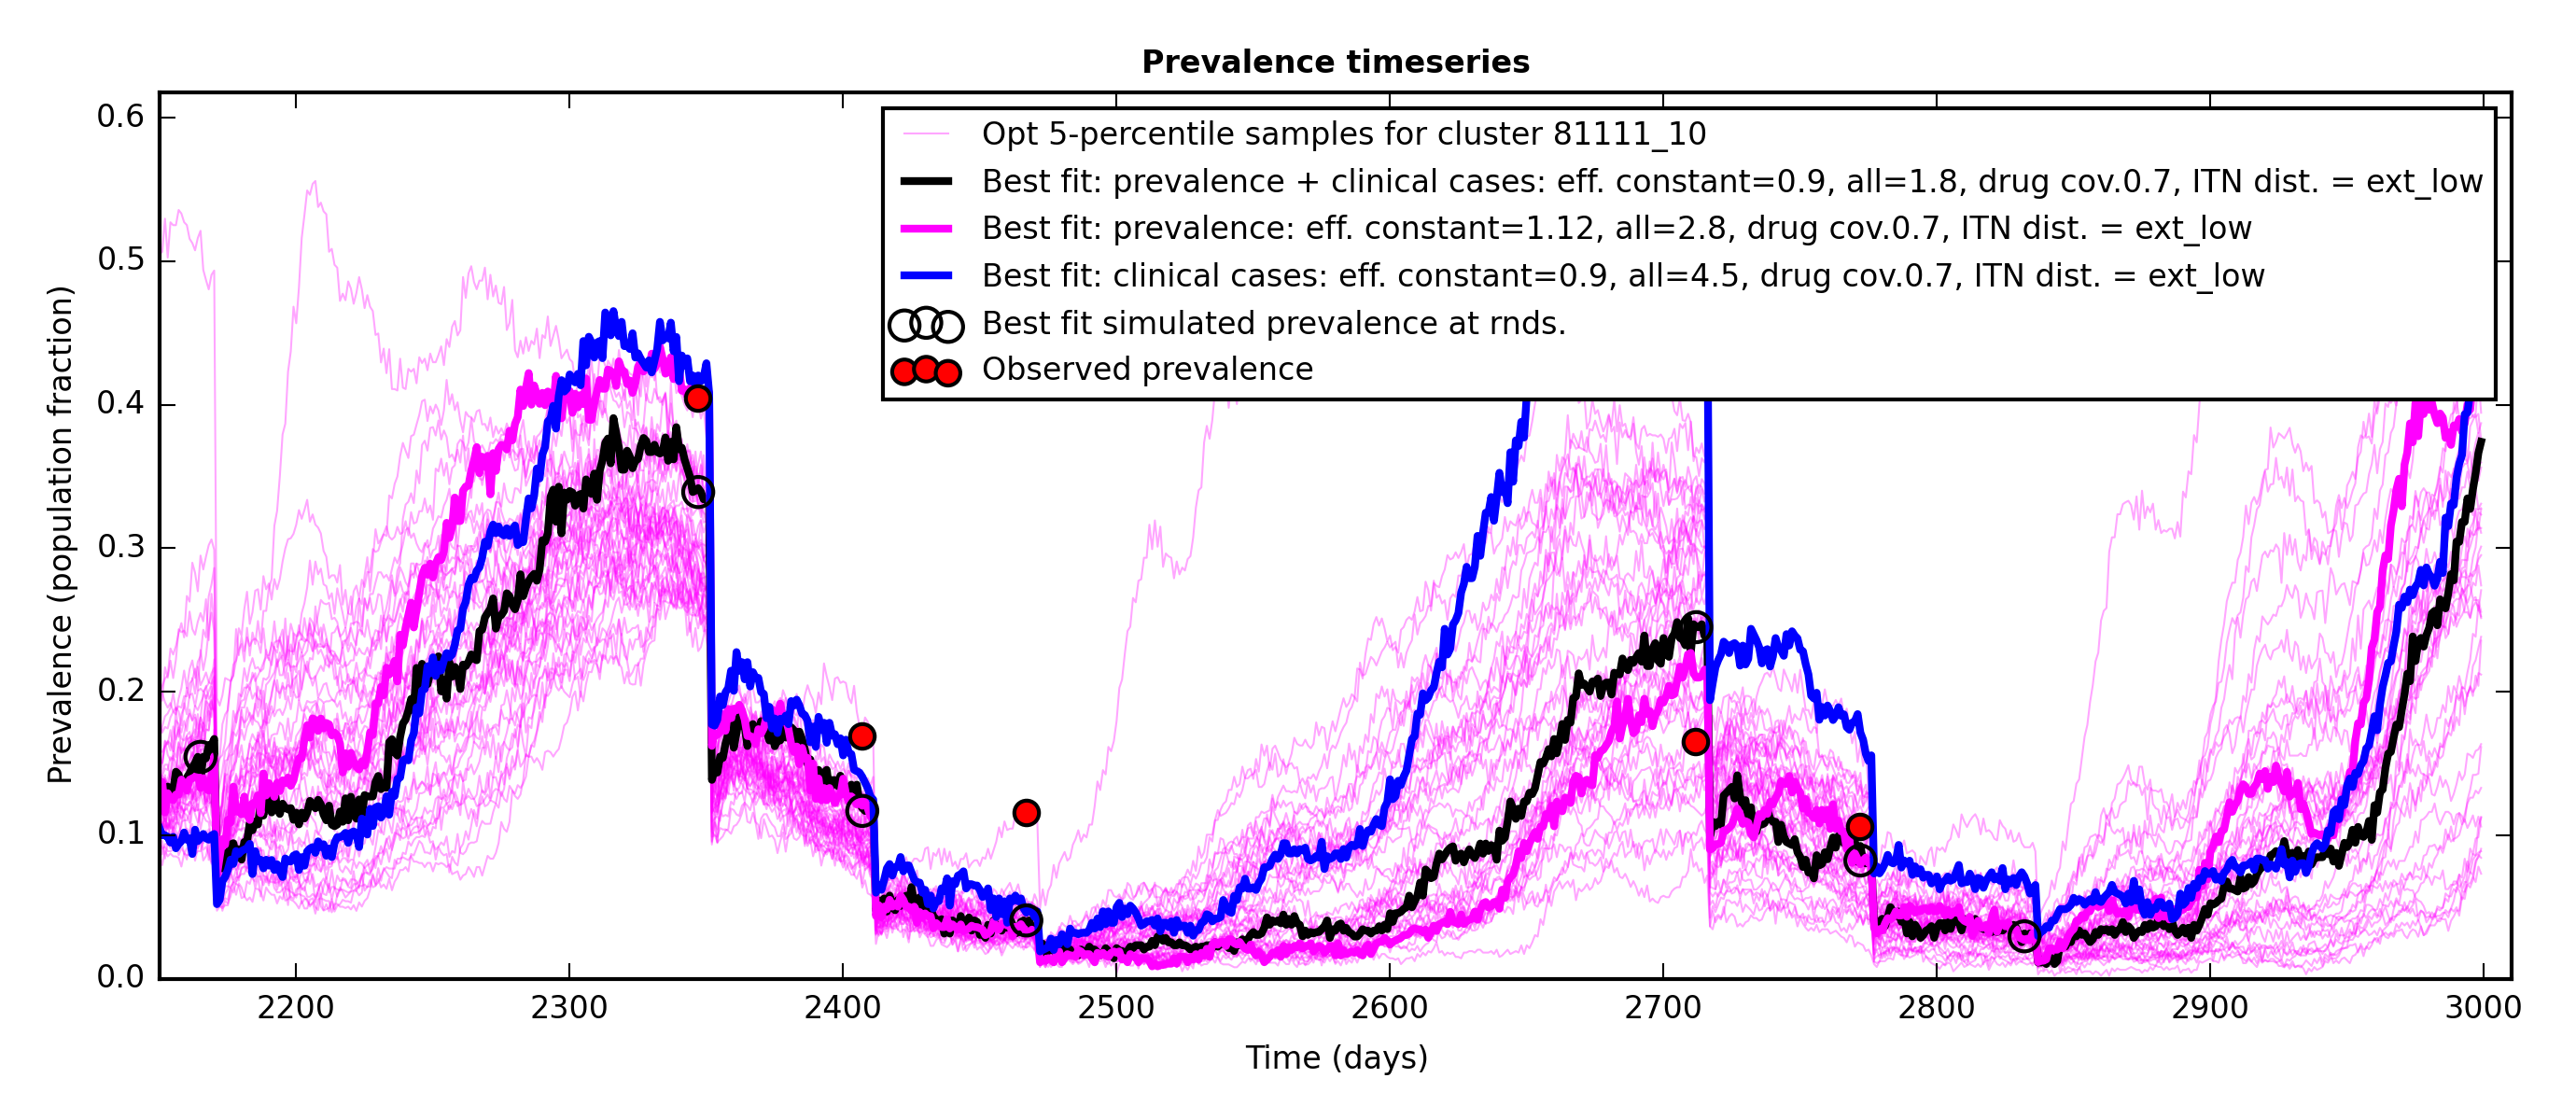 Prevalence timeseries
Prevalence (population fraction)
0.6
0.5
0.4
0.3
0.2
0.1
0.0
Opt 5-percentile samples for cluster 81111_10
Best fit: prevalence + clinical cases: eff. constant=0.9, all=1.8, drug cov.0.7, ITN dist. = ext_low
Best fit: prevalence: eff. constant=1.12, all=2.8, drug cov.0.7, ITN dist. = ext_low
Best fit: clinical cases: eff. constant=0.9, all=4.5, drug cov.0.7, ITN dist. = ext_low
Best fit simulated prevalence at rnds.
Observed prevalence
2200 2300 2400 2500 2600 2700 2800 2900 3000
Time (days)